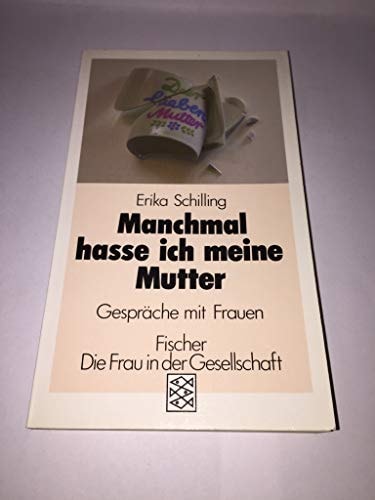 Der
lieben
Mutter
Erika Schilling
Manchmal
hasse ich meine
Mutter
Gespräche mit Frauen
Fischer
Die Frau in der Gesellschaft